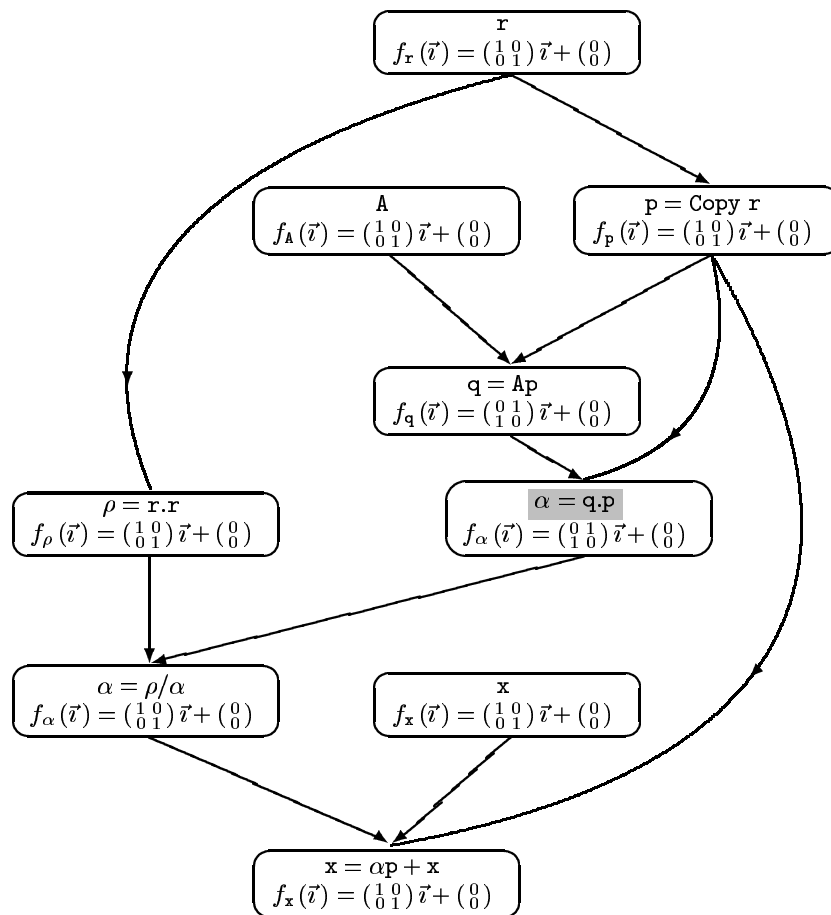 r
f_r(i⃗) = (1 0 / 0 1) i⃗ + (0 / 0)
A
f_A(i⃗) = (1 0 / 0 1) i⃗ + (0 / 0)
p = Copy r
f_p(i⃗) = (1 0 / 0 1) i⃗ + (0 / 0)
q = Ap
f_q(i⃗) = (0 1 / 1 0) i⃗ + (0 / 0)
ρ = r.r
f_ρ(i⃗) = (1 0 / 0 1) i⃗ + (0 / 0)
α = q.p
f_α(i⃗) = (0 1 / 1 0) i⃗ + (0 / 0)
α = ρ/α
f_α(i⃗) = (1 0 / 0 1) i⃗ + (0 / 0)
x
f_x(i⃗) = (1 0 / 0 1) i⃗ + (0 / 0)
x = αp + x
f_x(i⃗) = (1 0 / 0 1) i⃗ + (0 / 0)